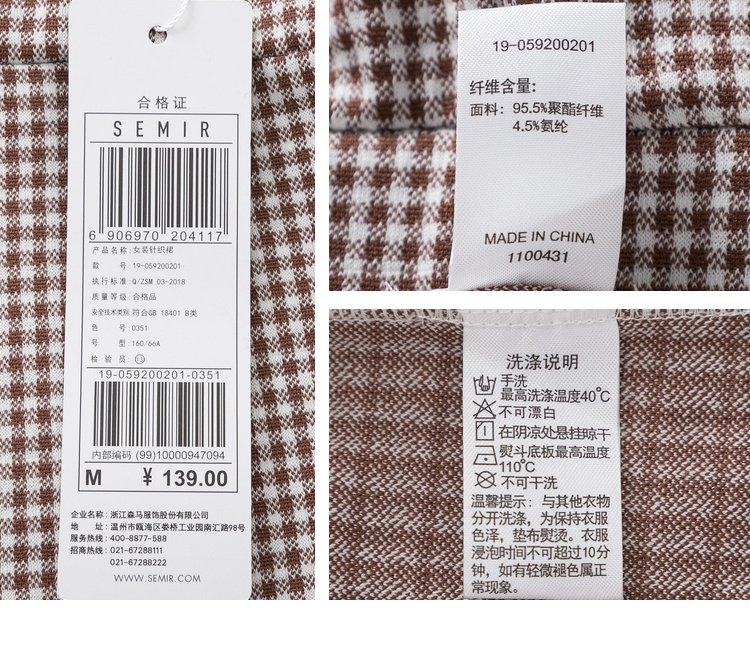 合格证
SEMIR
6 906970 204117
产品名称:女装针织裙
款 号:19-059200201
执行标准:Q/ZSM 03-2018
质量等级:合格品
安全技术类别 符合GB 18401 B类
色 号:0351
号 型:160/66A
检 验 员:13
19-059200201-0351
内部编码 (99)10000947094
M ¥ 139.00
企业名称:浙江森马服饰股份有限公司
地 址:温州市瓯海区娄桥工业园南汇路98号
服务热线:400-8877-588
招商热线:021-67288111
021-67288222
WWW.SEMIR.COM
19-059200201
纤维含量:
面料: 95.5%聚酯纤维
4.5%氨纶
MADE IN CHINA
1100431
洗涤说明
手洗
最高洗涤温度40℃
不可漂白
在阴凉处悬挂晾干
熨斗底板最高温度
110℃
不可干洗
温馨提示:与其他衣物
分开洗涤,为保持衣服
色泽,垫布熨烫。衣服
浸泡时间不可超过10分
钟,如有轻微褪色属正
常现象。